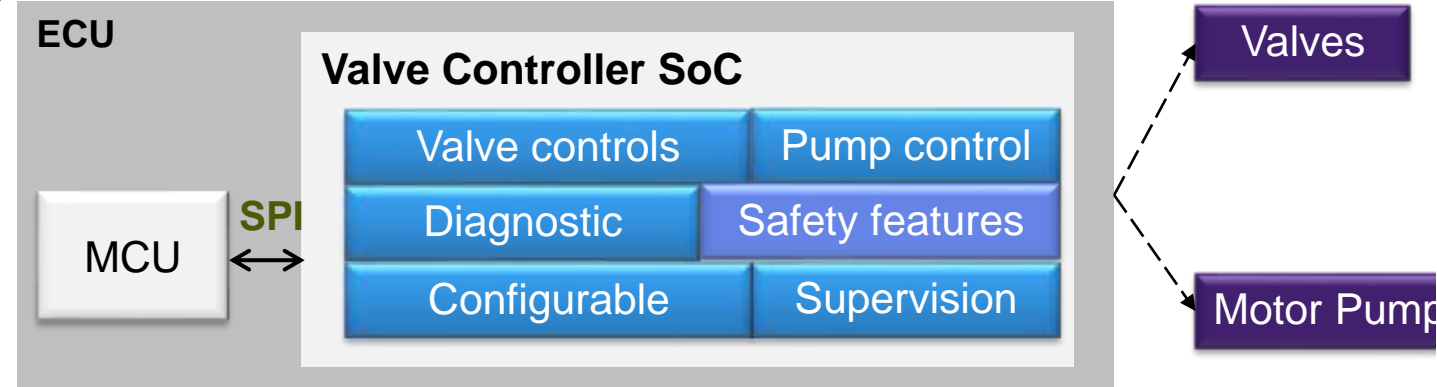 ECU
Valve Controller SoC
Valve controls
Pump control
Diagnostic
Safety features
Configurable
Supervision
MCU
SPI
Valves
Motor Pump